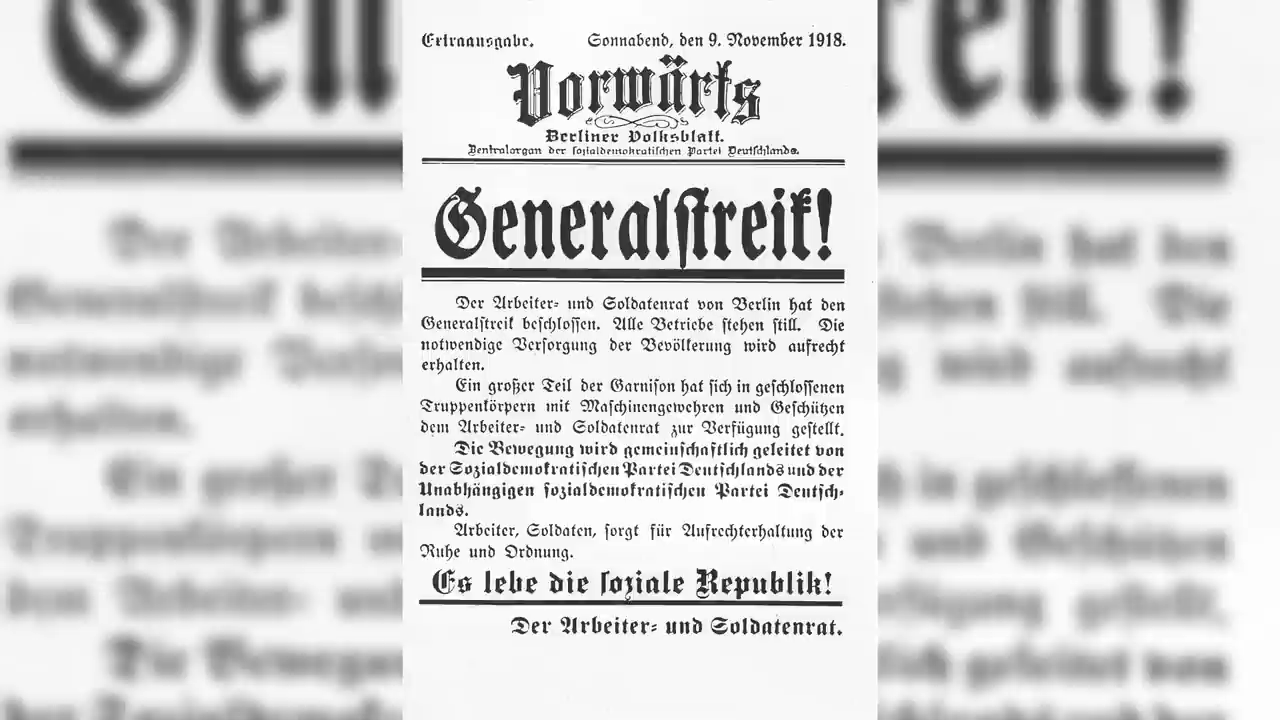 Extraausgabe. Sonnabend, den 9. November 1918.
Vorwärts
Berliner Volksblatt.
Zentralorgan der sozialdemokratischen Partei Deutschlands.
Generalstreik!
Der Arbeiter- und Soldatenrat von Berlin hat den
Generalstreik beschlossen. Alle Betriebe stehen still. Die
notwendige Versorgung der Bevölkerung wird aufrecht
erhalten.
Ein großer Teil der Garnison hat sich in geschlossenen
Truppenkörpern mit Maschinengewehren und Geschützen
dem Arbeiter- und Soldatenrat zur Verfügung gestellt.
Die Bewegung wird gemeinschaftlich geleitet von
der Sozialdemokratischen Partei Deutschlands und der
Unabhängigen sozialdemokratischen Partei Deutsch-
lands.
Arbeiter, Soldaten, sorgt für Aufrechterhaltung der
Ruhe und Ordnung.
Es lebe die soziale Republik!
Der Arbeiter- und Soldatenrat.